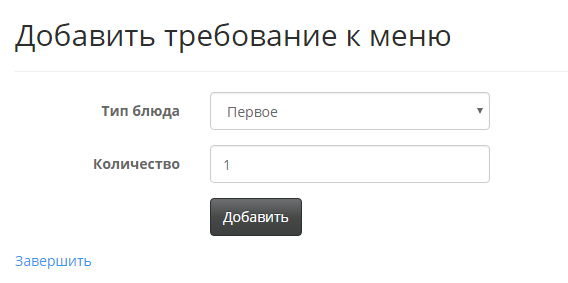 Добавить требование к меню
Тип блюда
Первое
Количество
1
Добавить
Завершить